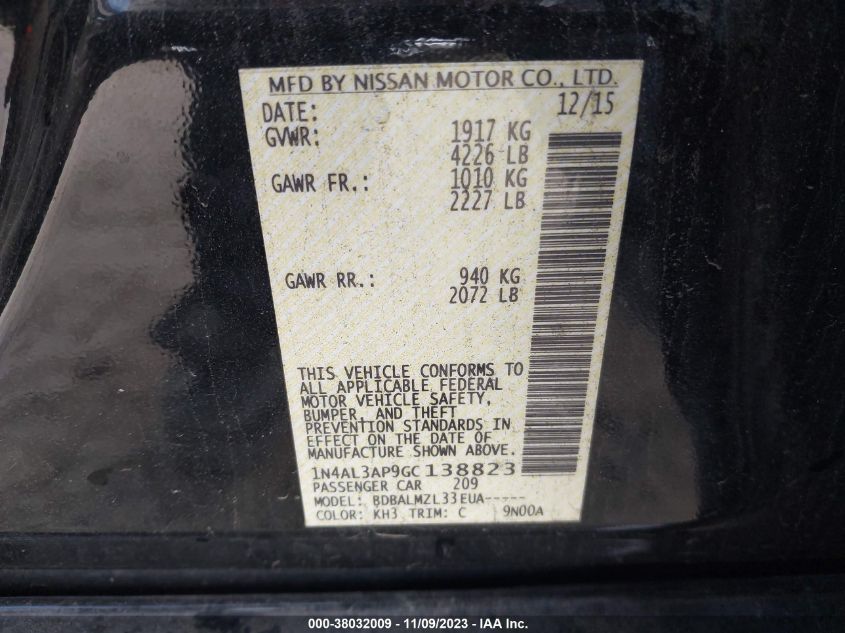 MFD BY NISSAN MOTOR CO., LTD.
DATE: 12/15
GVWR: 1917 KG
4226 LB
GAWR FR.: 1010 KG
2227 LB
GAWR RR.: 940 KG
2072 LB
THIS VEHICLE CONFORMS TO
ALL APPLICABLE FEDERAL
MOTOR VEHICLE SAFETY,
BUMPER, AND THEFT
PREVENTION STANDARDS IN
EFFECT ON THE DATE OF
MANUFACTURE SHOWN ABOVE.
1N4AL3AP9GC138823
PASSENGER CAR 209
MODEL: BDBALMZL33EUA-----
COLOR: KH3 TRIM: C 9N00A
000-38032009 - 11/09/2023 - IAA Inc.